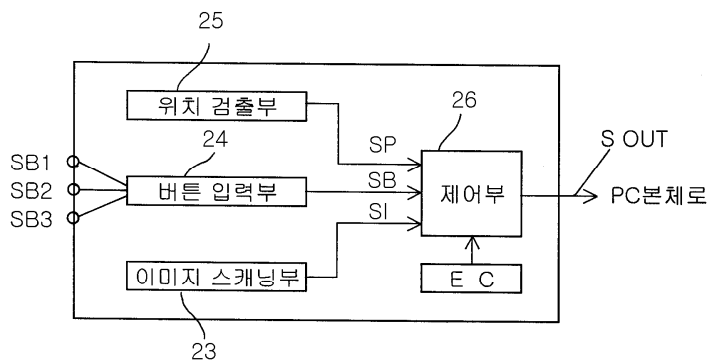 25
위치 검출부
26
24
SP
S OUT
SB1
SB2
SB3
버튼 입력부
SB
제어부
PC본체로
SI
이미지 스캐닝부
E C
23